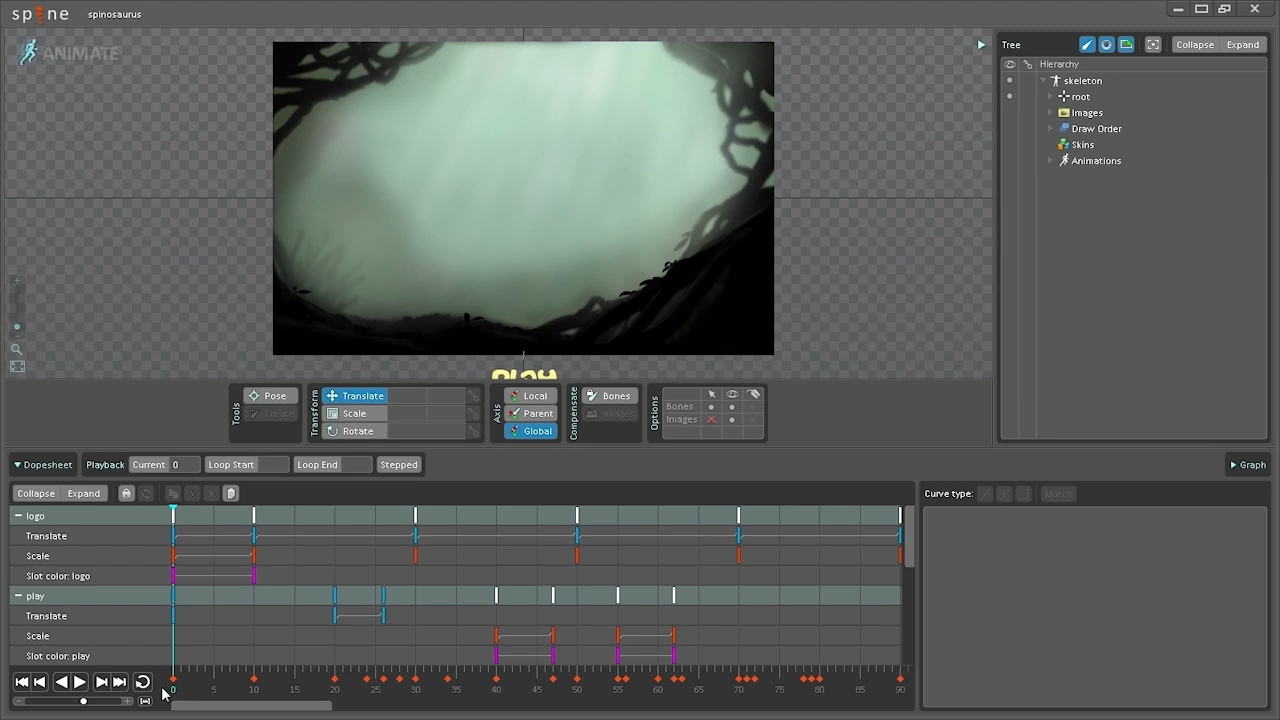 spine spinosaurus
ANIMATE
Tree Collapse Expand
Hierarchy
skeleton
root
Images
Draw Order
Skins
Animations
PLAY
Tools Pose Create
Transform Translate Scale Rotate
Axis Local Parent Global
Compensate Bones Images
Options Bones Images
Dopesheet Playback Current 0 Loop Start Loop End Stepped Graph
Collapse Expand Curve type: Match
logo
Translate
Scale
Slot color: logo
play
Translate
Scale
Slot color: play
0 5 10 15 20 25 30 35 40 45 50 55 60 65 70 75 80 85 90